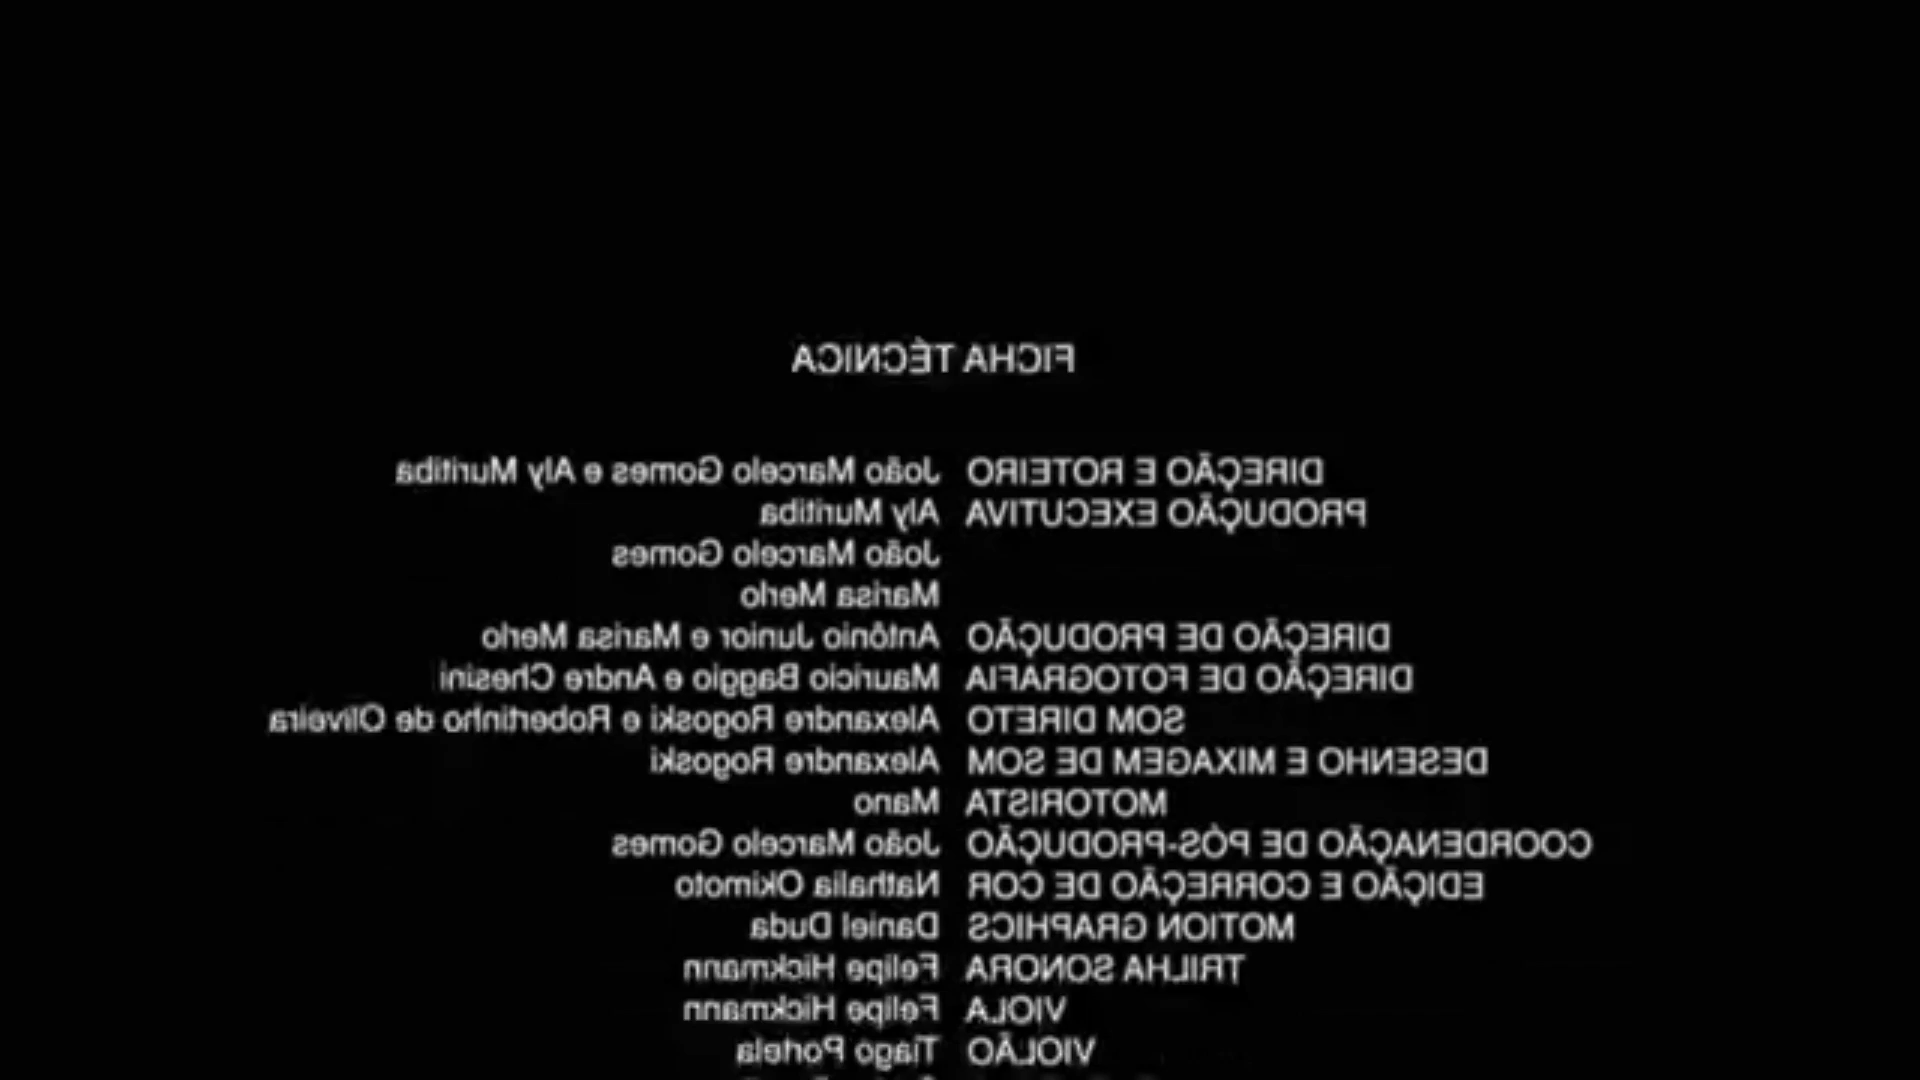 FICHA TÉCNICA
DIREÇÃO E ROTEIRO João Marcelo Gomes e Aly Muritiba
PRODUÇÃO EXECUTIVA Aly Muritiba
João Marcelo Gomes
Marisa Merlo
DIREÇÃO DE PRODUÇÃO Antônio Junior e Marisa Merlo
DIREÇÃO DE FOTOGRAFIA Mauricio Baggio e Andre Chesini
SOM DIRETO Alexandre Rogoski e Robertinho de Oliveira
DESENHO E MIXAGEM DE SOM Alexandre Rogoski
MOTORISTA Mano
COORDENAÇÃO DE PÓS-PRODUÇÃO João Marcelo Gomes
EDIÇÃO E CORREÇÃO DE COR Nathalia Okimoto
MOTION GRAPHICS Daniel Duda
TRILHA SONORA Felipe Hickmann
VIOLA Felipe Hickmann
VIOLÃO Tiago Portela